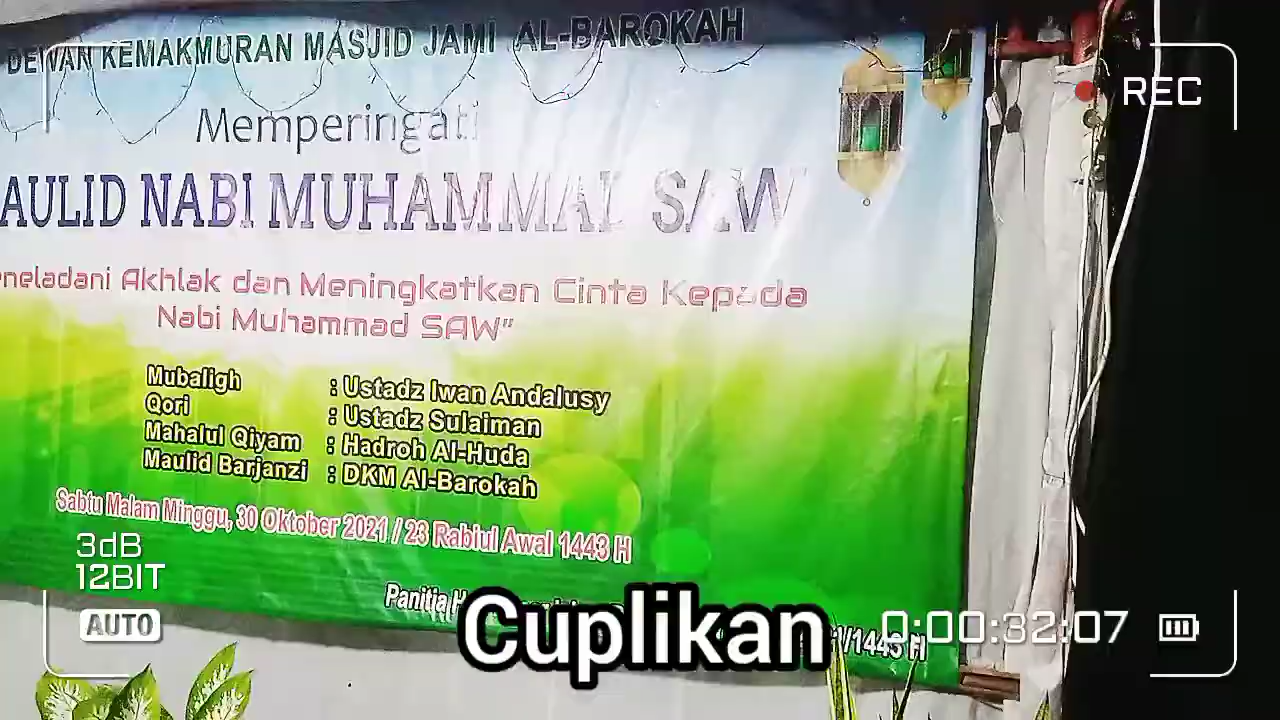 DEWAN KEMAKMURAN MASJID JAMI AL-BAROKAH
REC
Memperingati
AULID NABI MUHAMMAD SAW
neladani Akhlak dan Meningkatkan Cinta Kepada
Nabi Muhammad SAW"
Mubaligh : Ustadz Iwan Andalusy
Qori : Ustadz Sulaiman
Mahalul Qiyam : Hadroh Al-Huda
Maulid Barjanzi : DKM Al-Barokah
Sabtu Malam Minggu, 30 Oktober 2021 / 23 Rabiul Awal 1443 H
3dB
12BIT
Panitia
AUTO
Cuplikan
0:00:32:07
/1443 H